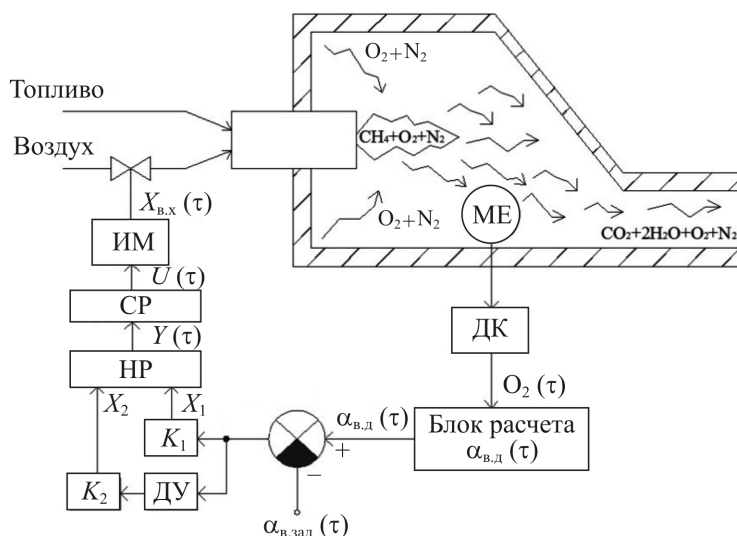 O₂+N₂
Топливо
CH₄+O₂+N₂
Воздух
Xв.х (τ)
O₂+N₂
МЕ
CO₂+2H₂O+O₂+N₂
ИМ
U (τ)
СР
ДК
Y (τ)
НР
O₂ (τ)
X₂
X₁
αв.д (τ)
Блок расчета
αв.д (τ)
K₁
+
−
K₂
ДУ
αв.зад (τ)